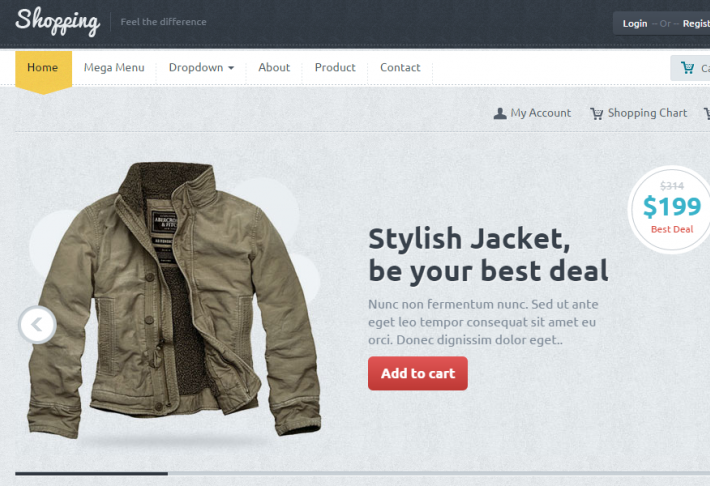 Shopping
Feel the difference
Login - Or -
Home
Mega Menu
Dropdown
About
Product
Contact
My Account
Shopping Chart
$314
$199
Best Deal
ABERCROMBIE
& FITCH
Stylish Jacket,
be your best deal
Nunc non fermentum nunc. Sed ut ante
eget leo tempor consequat sit amet eu
orci. Donec dignissim dolor eget..
Add to cart